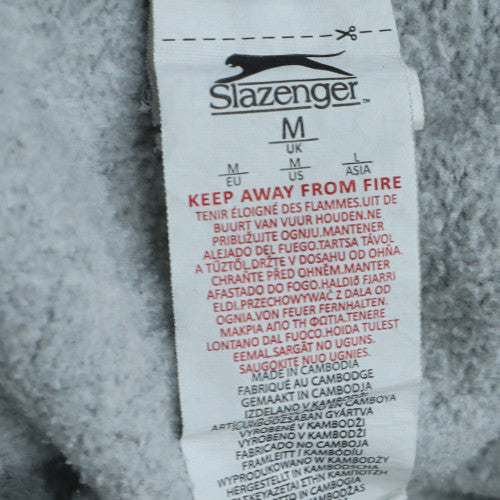 Slazenger™
M
UK
M M L
EU US ASIA
KEEP AWAY FROM FIRE
TENIR ÉLOIGNÉ DES FLAMMES.UIT DE
BUURT VAN VUUR HOUDEN.NE
PRIBLIŽUJTE OGNJU.MANTENER
ALEJADO DEL FUEGO.TARTSA TÁVOL
A TŰZTŐL.DRŽTE V DOSAHU OD OHŇA.
CHRAŇTE PŘED OHNĚM.MANTER
AFASTADO DO FOGO.HALDIÐ FJARRI
ELDI.PRZECHOWYWAĆ Z DALA OD
OGNIA.VON FEUER FERNHALTEN.
ΜΑΚΡΙΑ ΑΠΟ ΤΗ ΦΩΤΙΑ.TENERE
LONTANO DAL FUOCO.HOIDA TULEST
EEMAL.SARGĀT NO UGUNS.
SAUGOKITE NUO UGNIES.
MADE IN CAMBODIA
FABRIQUÉ AU CAMBODGE
GEMAAKT IN CAMBODJA
IZDELANO V KAMBODŽI
VYROBENÉ V KAMBODŽI
VYROBENO V KAMBODŽI
FABRICADO NO CAMBOJA
FRAMLEITT Í KAMBÓDÍU
WYPRODUKOWANO W KAMBODŻY
HERGESTELLT IN KAMBODSCHA